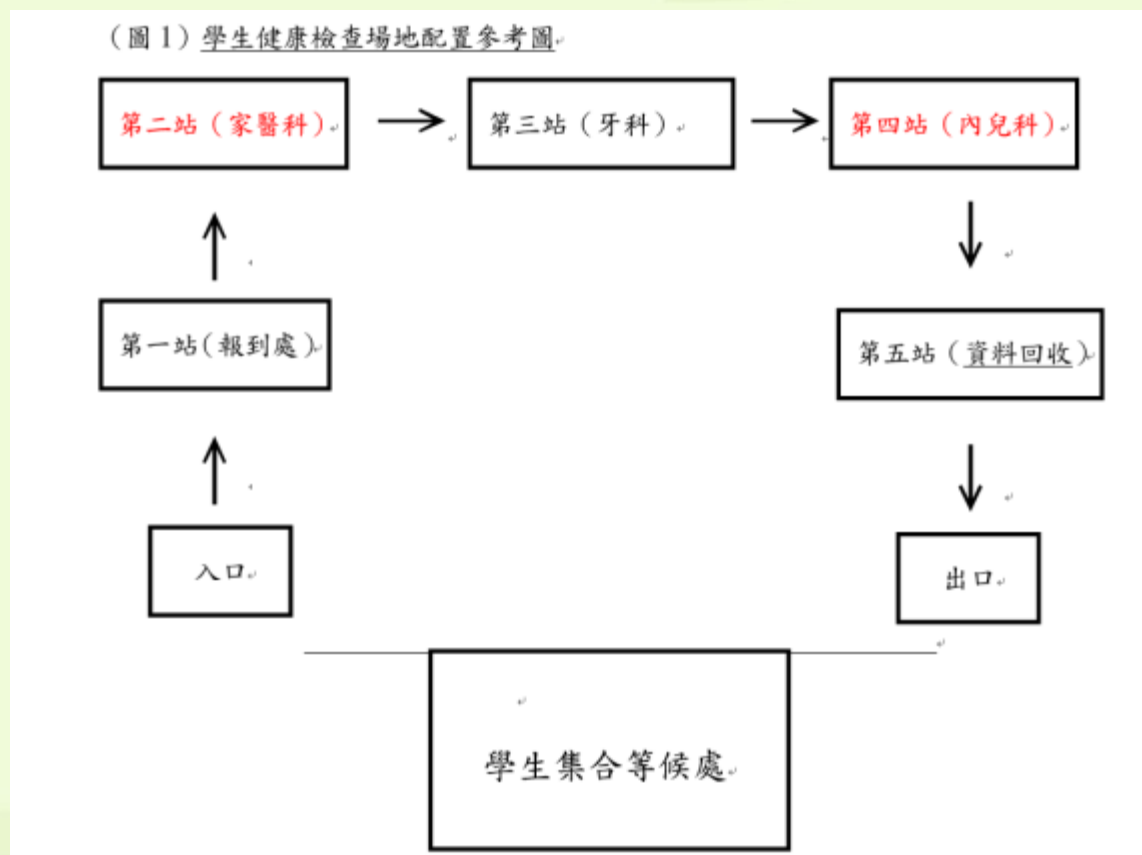 （圖 1）學生健康檢查場地配置參考圖
第二站（家醫科）
第三站（牙科）
第四站（內兒科）
第一站(報到處)
第五站（資料回收）
入口
出口
學生集合等候處